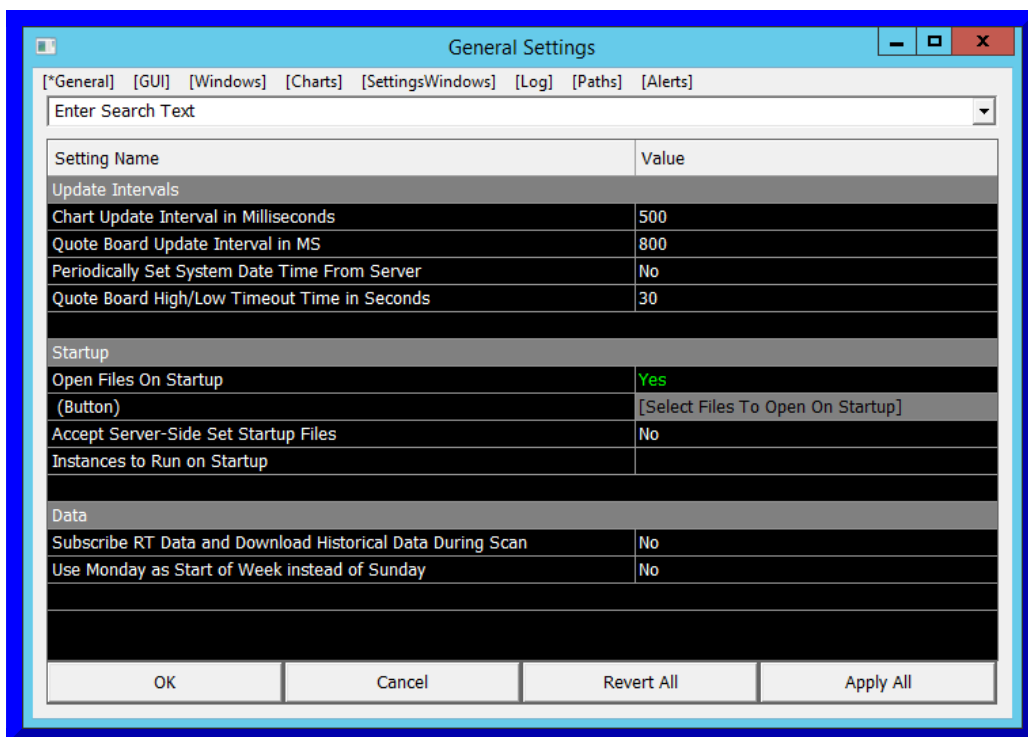 General Settings
x
[*General] [GUI] [Windows] [Charts] [SettingsWindows] [Log] [Paths] [Alerts]
Enter Search Text
Setting Name Value
Update Intervals
Chart Update Interval in Milliseconds 500
Quote Board Update Interval in MS 800
Periodically Set System Date Time From Server No
Quote Board High/Low Timeout Time in Seconds 30
Startup
Open Files On Startup Yes
(Button) [Select Files To Open On Startup]
Accept Server-Side Set Startup Files No
Instances to Run on Startup
Data
Subscribe RT Data and Download Historical Data During Scan No
Use Monday as Start of Week instead of Sunday No
OK Cancel Revert All Apply All